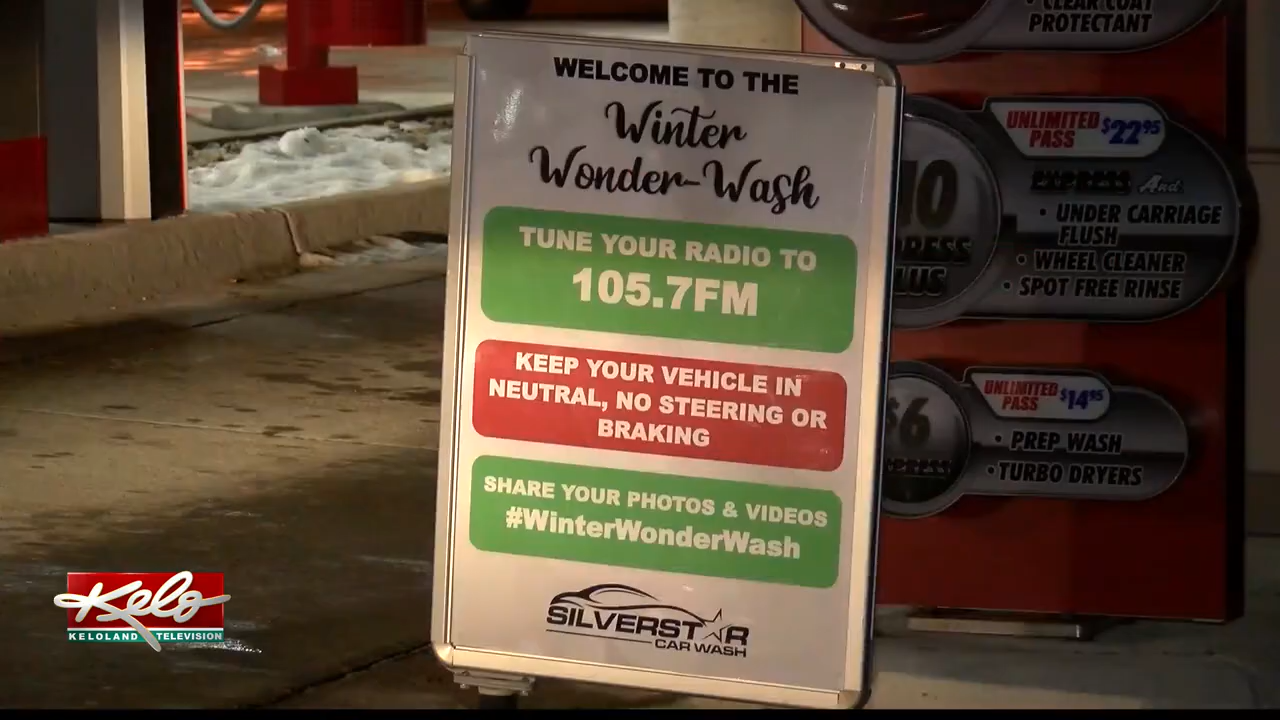 WELCOME TO THE
Winter
Wonder-Wash
TUNE YOUR RADIO TO
105.7FM
KEEP YOUR VEHICLE IN
NEUTRAL, NO STEERING OR
BRAKING
SHARE YOUR PHOTOS & VIDEOS
#WinterWonderWash
SILVERSTAR
CAR WASH
• CLEAR COAT
PROTECTANT
UNLIMITED
PASS $22.95
EXPRESS And:
• UNDER CARRIAGE
FLUSH
• WHEEL CLEANER
• SPOT FREE RINSE
UNLIMITED
PASS $14.95
$6
• PREP WASH
• TURBO DRYERS
Kelo
KELOLAND TELEVISION